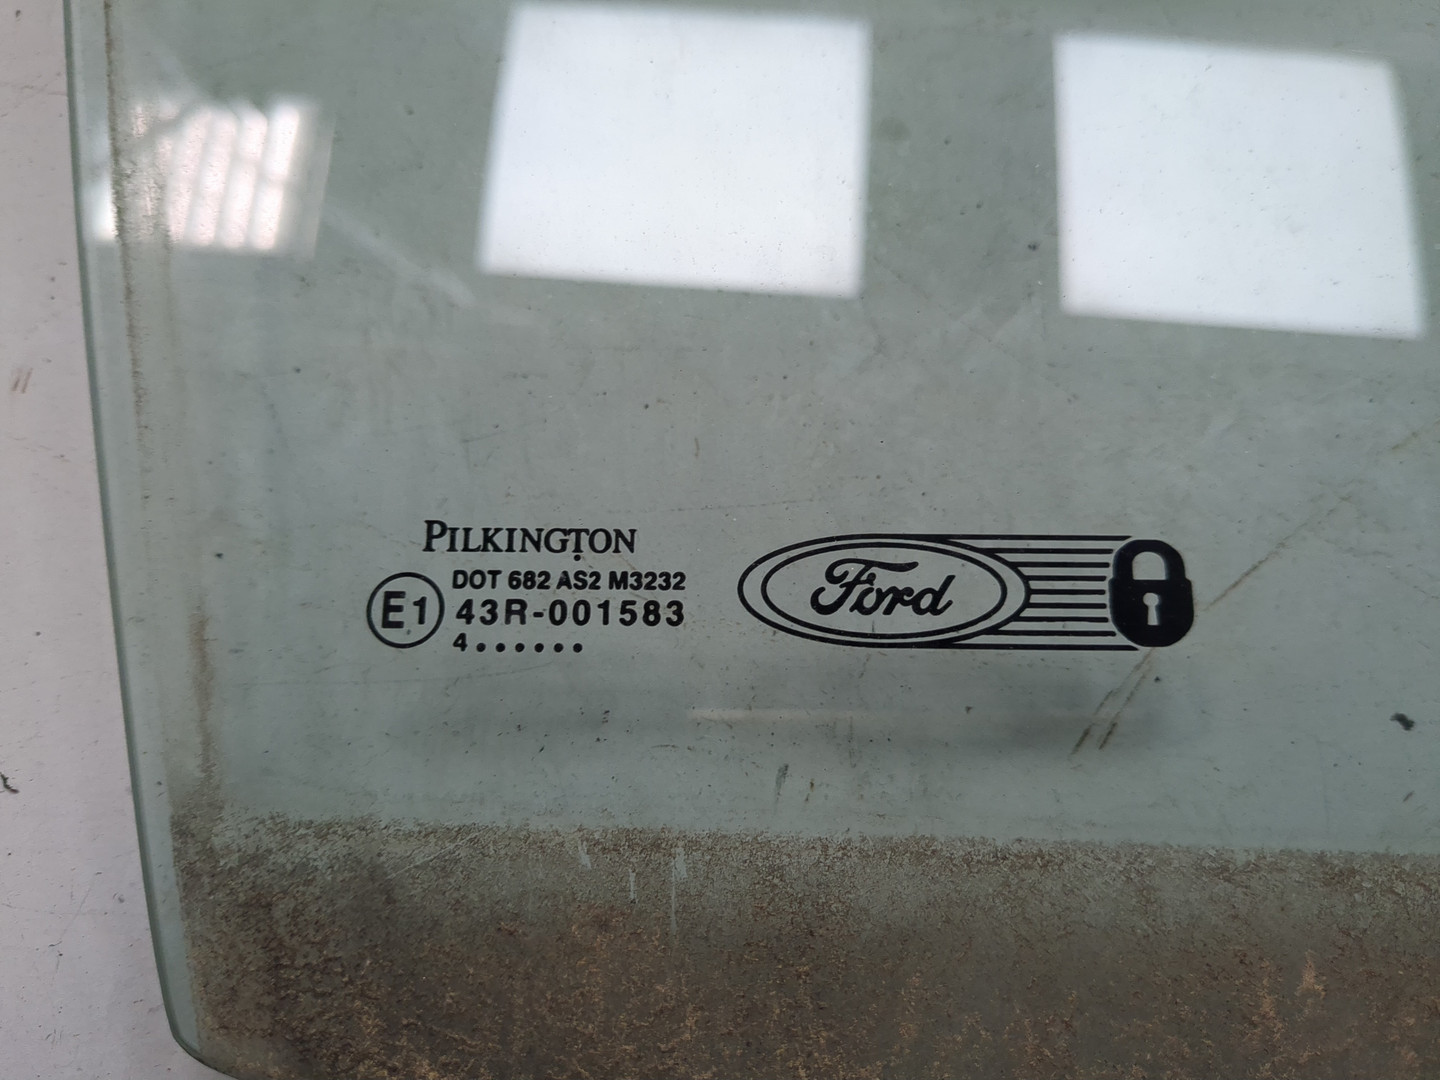 PILKINGTON
DOT 682 AS2 M3232
E1 43R-001583
4......
Ford